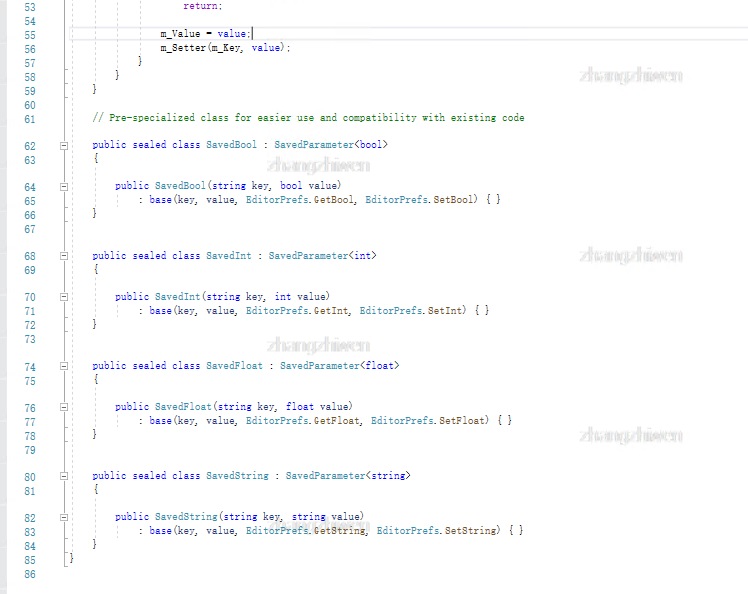 53 return;
54
55 m_Value = value;
56 m_Setter(m_Key, value);
57 }
58 }
59 }
60
61 // Pre-specialized class for easier use and compatibility with existing code
62 public sealed class SavedBool : SavedParameter<bool>
63 {
64 public SavedBool(string key, bool value)
65 : base(key, value, EditorPrefs.GetBool, EditorPrefs.SetBool) { }
66 }
67
68 public sealed class SavedInt : SavedParameter<int>
69 {
70 public SavedInt(string key, int value)
71 : base(key, value, EditorPrefs.GetInt, EditorPrefs.SetInt) { }
72 }
73
74 public sealed class SavedFloat : SavedParameter<float>
75 {
76 public SavedFloat(string key, float value)
77 : base(key, value, EditorPrefs.GetFloat, EditorPrefs.SetFloat) { }
78 }
79
80 public sealed class SavedString : SavedParameter<string>
81 {
82 public SavedString(string key, string value)
83 : base(key, value, EditorPrefs.GetString, EditorPrefs.SetString) { }
84 }
85 }
86